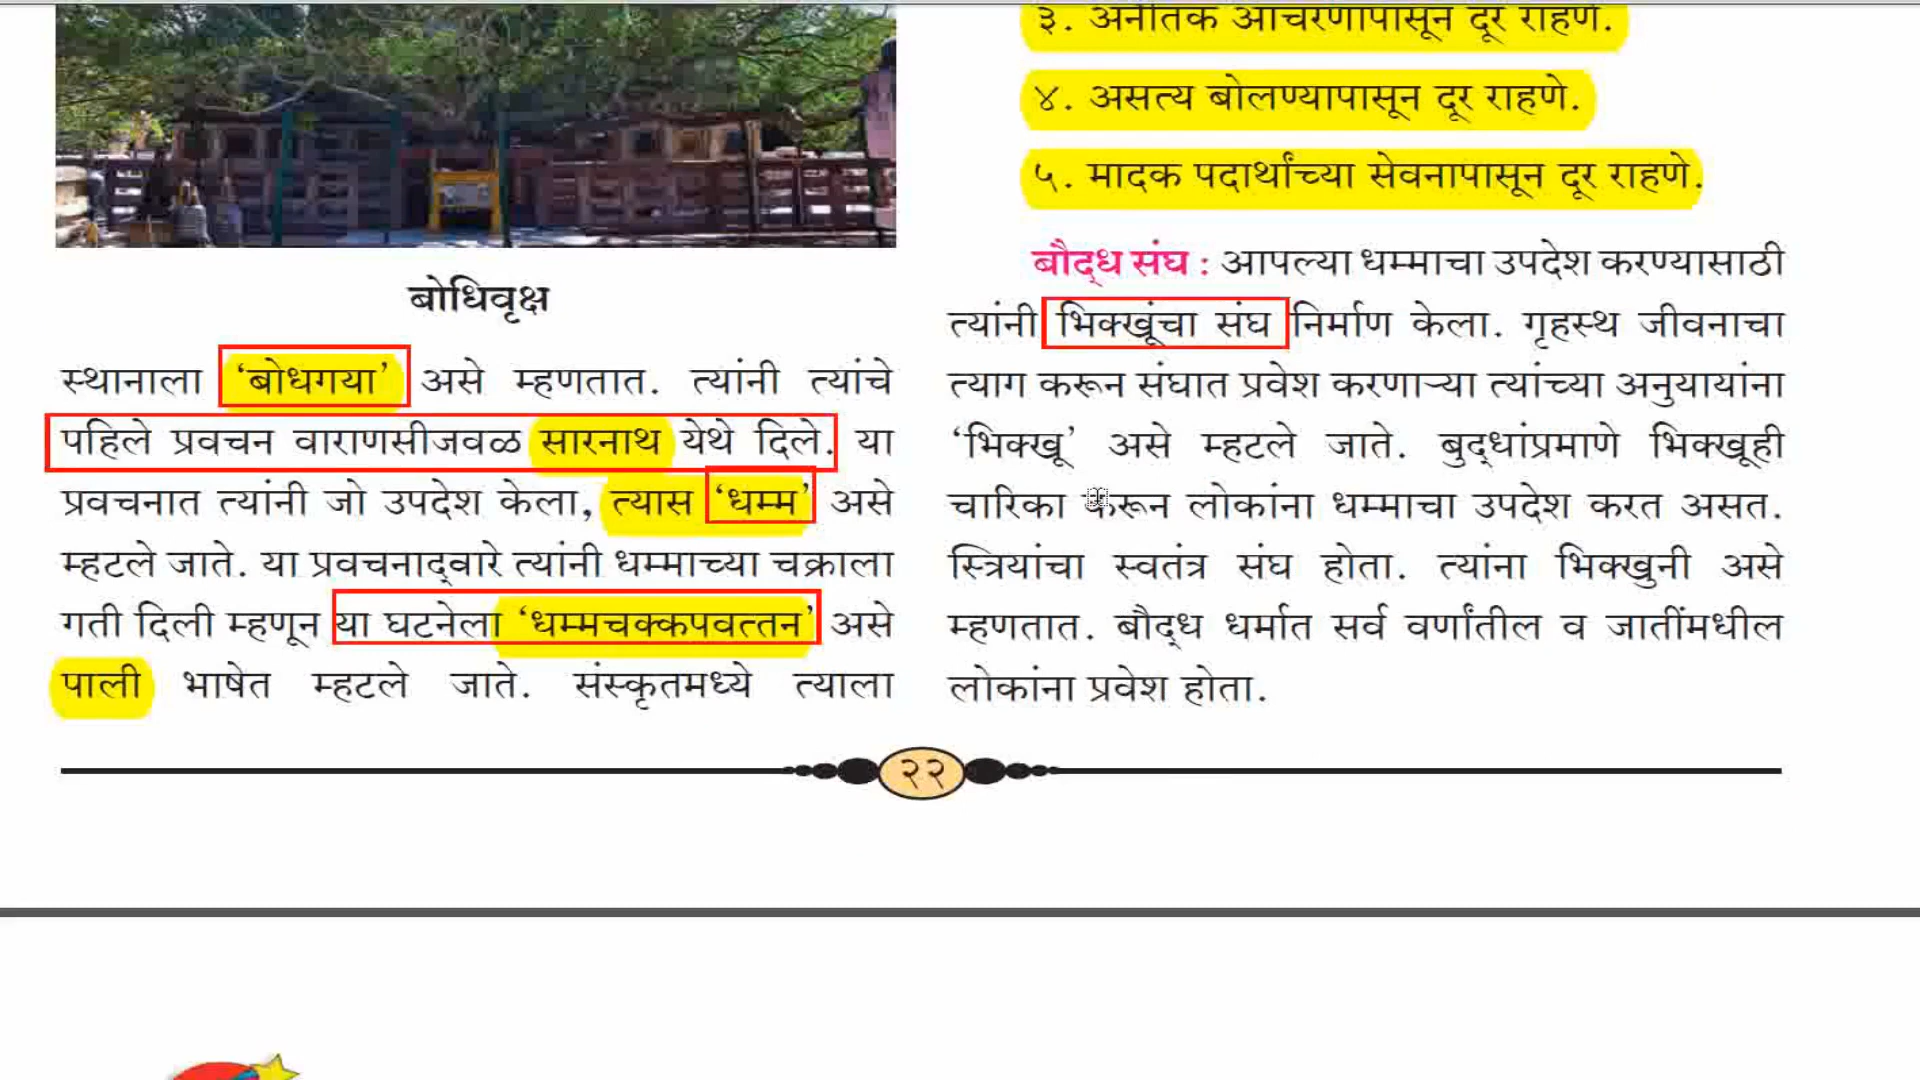 बोधिवृक्ष
स्थानाला ‘बोधगया’ असे म्हणतात. त्यांनी त्यांचे
पहिले प्रवचन वाराणसीजवळ सारनाथ येथे दिले. या
प्रवचनात त्यांनी जो उपदेश केला, त्यास ‘धम्म’ असे
म्हटले जाते. या प्रवचनाद्वारे त्यांनी धम्माच्या चक्राला
गती दिली म्हणून या घटनेला ‘धम्मचक्कपवत्तन’ असे
पाली भाषेत म्हटले जाते. संस्कृतमध्ये त्याला
३. अनैतिक आचरणापासून दूर राहणे.
४. असत्य बोलण्यापासून दूर राहणे.
५. मादक पदार्थांच्या सेवनापासून दूर राहणे.
बौद्ध संघ : आपल्या धम्माचा उपदेश करण्यासाठी
त्यांनी भिक्खूंचा संघ निर्माण केला. गृहस्थ जीवनाचा
त्याग करून संघात प्रवेश करणाऱ्या त्यांच्या अनुयायांना
‘भिक्खू’ असे म्हटले जाते. बुद्धांप्रमाणे भिक्खूही
चारिका करून लोकांना धम्माचा उपदेश करत असत.
स्त्रियांचा स्वतंत्र संघ होता. त्यांना भिक्खुनी असे
म्हणतात. बौद्ध धर्मात सर्व वर्णांतील व जातींमधील
लोकांना प्रवेश होता.
२२